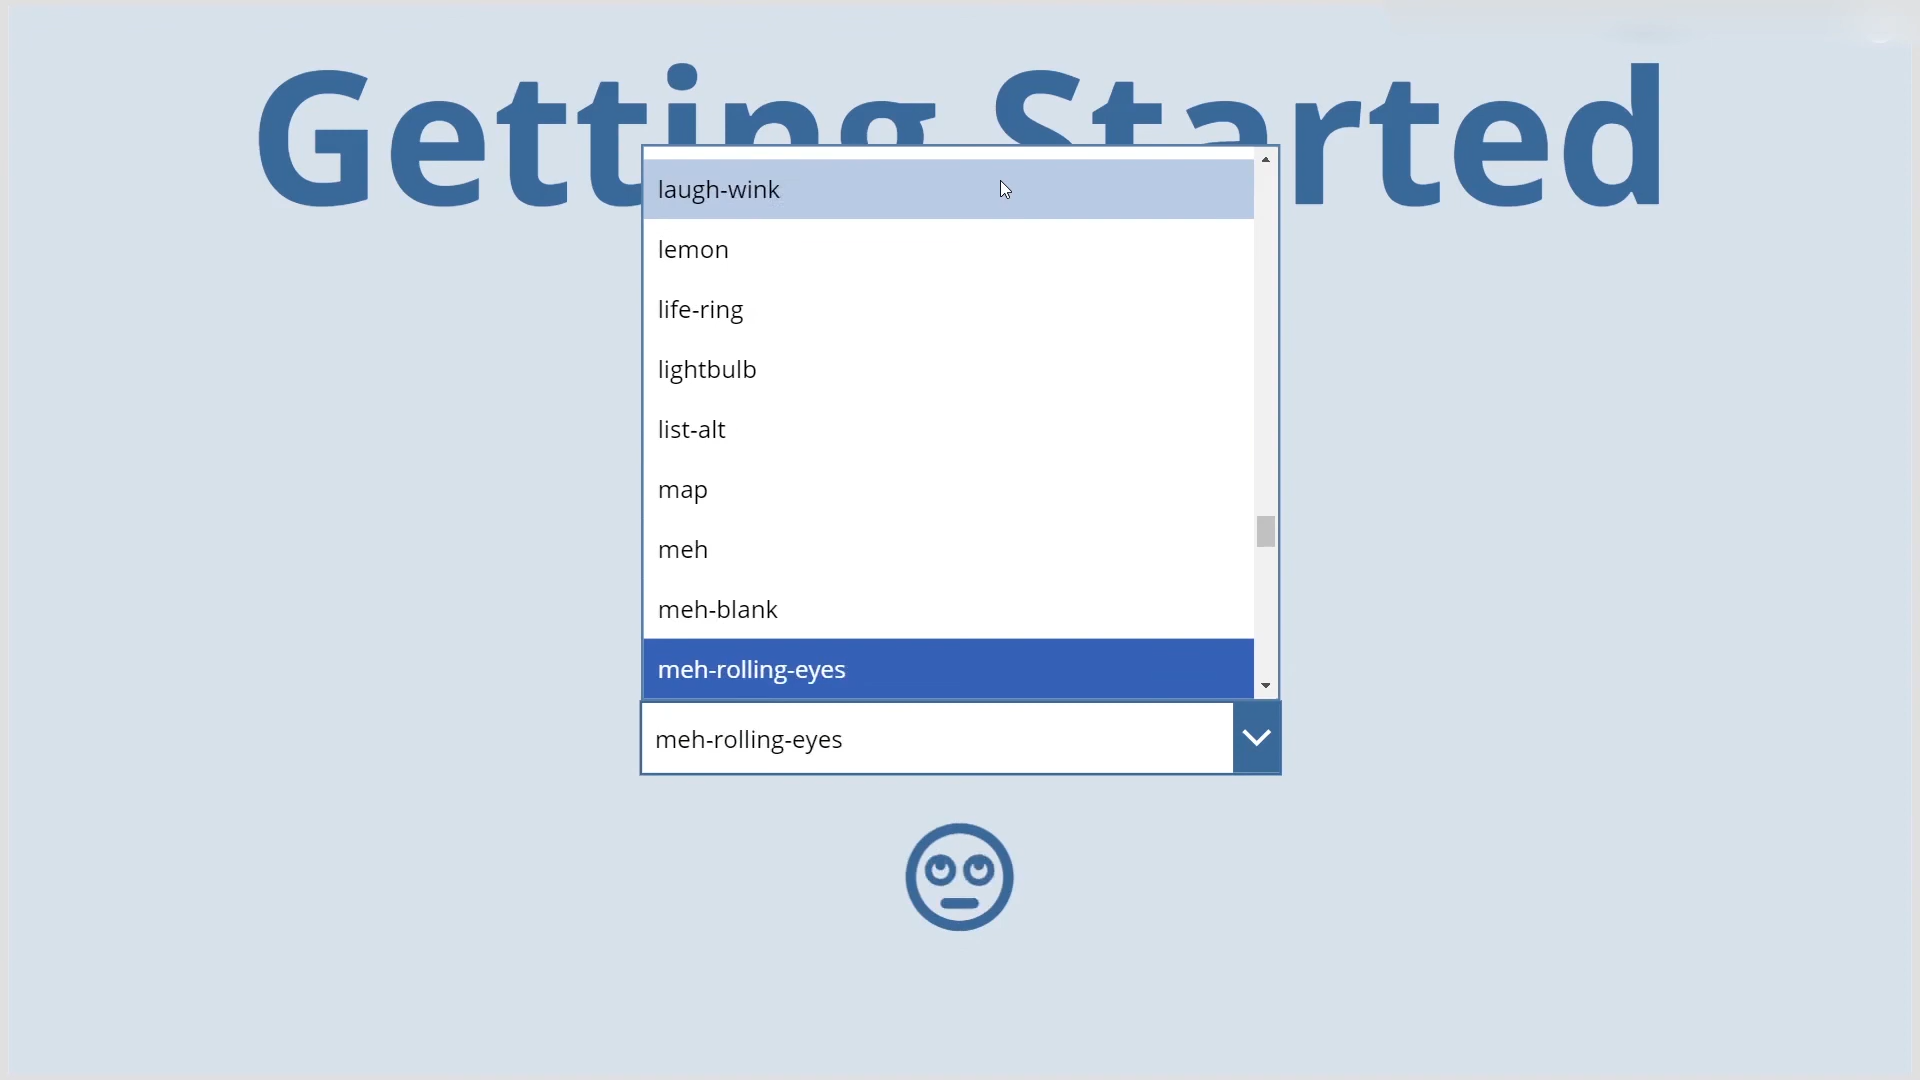 Getting Started
laugh-wink
lemon
life-ring
lightbulb
list-alt
map
meh
meh-blank
meh-rolling-eyes
meh-rolling-eyes